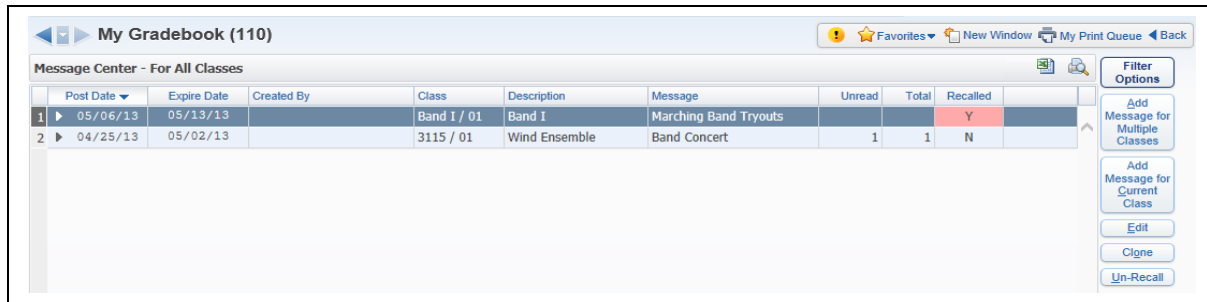 My Gradebook (110)
! Favorites New Window My Print Queue Back
Message Center - For All Classes
Post Date Expire Date Created By Class Description Message Unread Total Recalled
1 05/06/13 05/13/13 Band I / 01 Band I Marching Band Tryouts Y
2 04/25/13 05/02/13 3115 / 01 Wind Ensemble Band Concert 1 1 N
Filter
Options
Add
Message for
Multiple
Classes
Add
Message for
Current
Class
Edit
Clone
Un-Recall